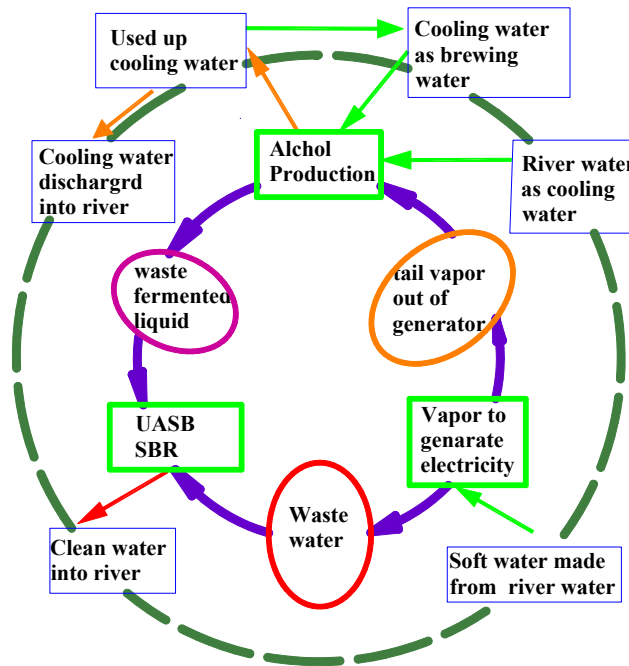 Used up
cooling water
Cooling water
as brewing
water
Alchol
Production
Cooling water
dischargrd
into river
River water
as cooling
water
waste
fermented
liquid
tail vapor
out of
generator
UASB
SBR
Vapor to
genarate
electricity
Waste
water
Clean water
into river
Soft water made
from river water